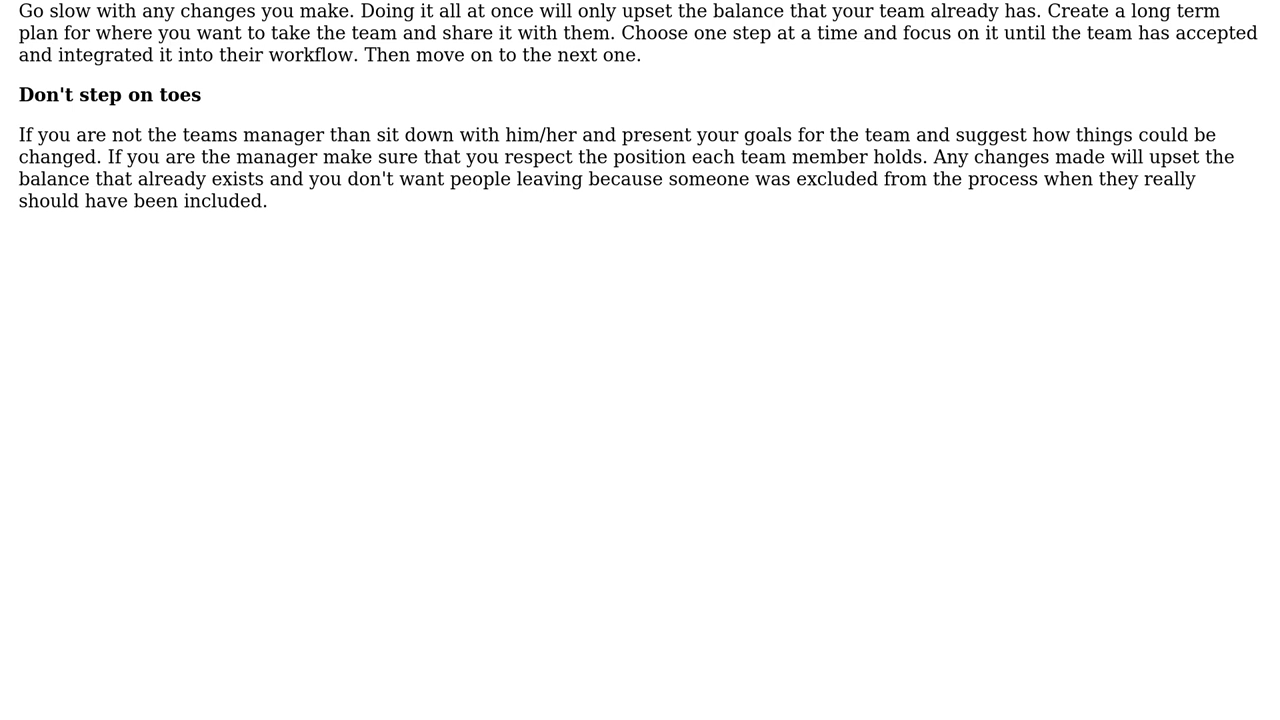 Go slow with any changes you make. Doing it all at once will only upset the balance that your team already has. Create a long term
plan for where you want to take the team and share it with them. Choose one step at a time and focus on it until the team has accepted
and integrated it into their workflow. Then move on to the next one.
Don't step on toes
If you are not the teams manager than sit down with him/her and present your goals for the team and suggest how things could be
changed. If you are the manager make sure that you respect the position each team member holds. Any changes made will upset the
balance that already exists and you don't want people leaving because someone was excluded from the process when they really
should have been included.